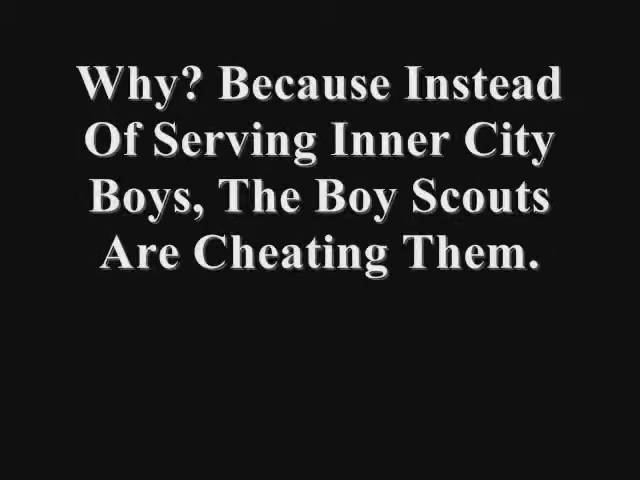 Why? Because Instead
Of Serving Inner City
Boys, The Boy Scouts
Are Cheating Them.